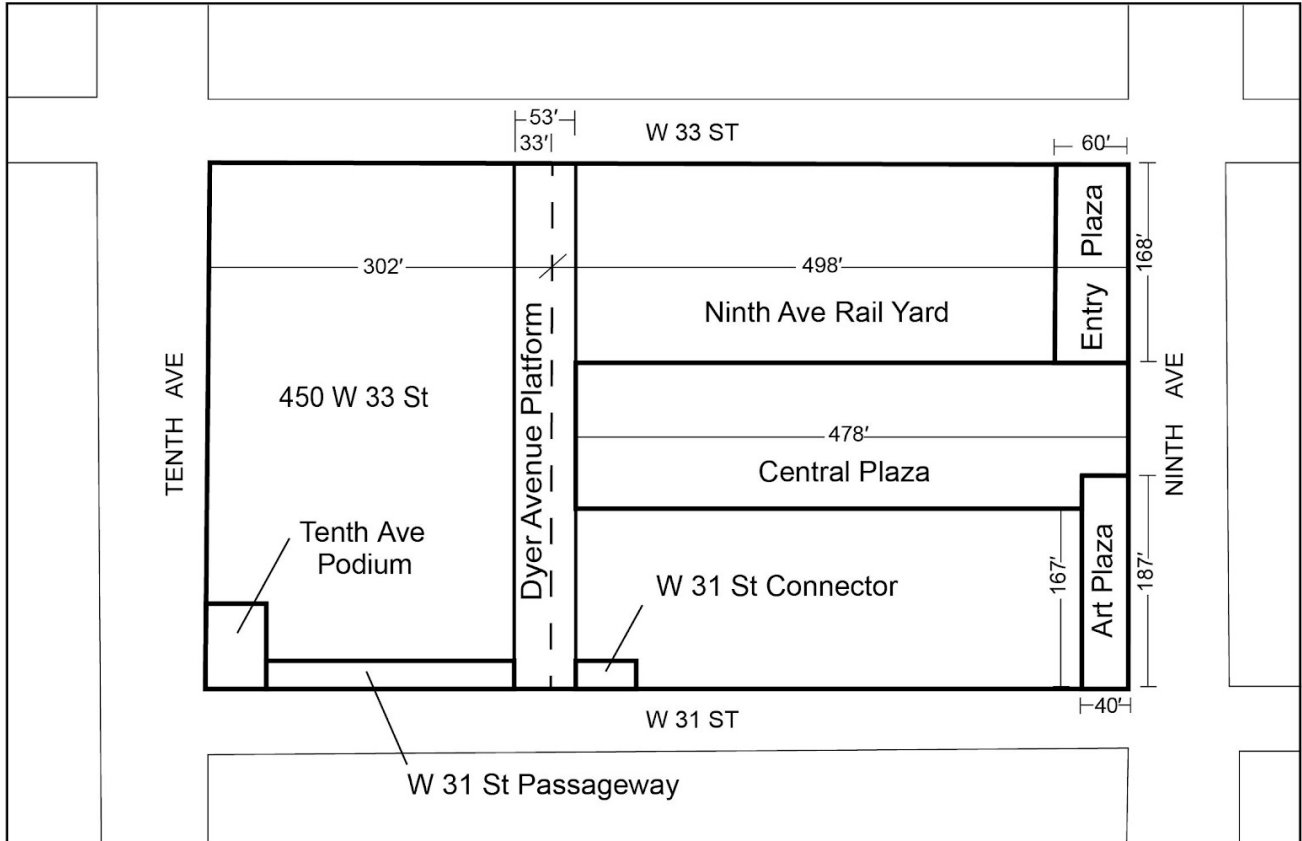 53′
33′
W 33 ST
60′
Entry Plaza
168′
302′
498′
Ninth Ave Rail Yard
TENTH AVE
450 W 33 St
Dyer Avenue Platform
NINTH AVE
478′
Central Plaza
Tenth Ave
Podium
W 31 St Connector
167′
Art Plaza
187′
40′
W 31 ST
W 31 St Passageway